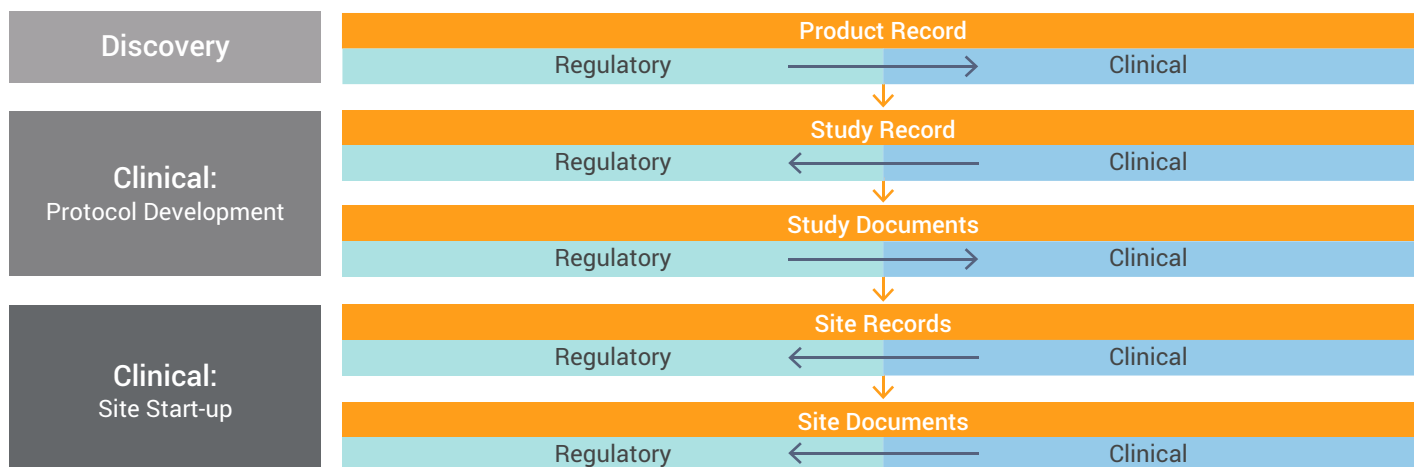 Discovery
Product Record
Regulatory Clinical
Clinical:
Protocol Development
Study Record
Regulatory Clinical
Study Documents
Regulatory Clinical
Clinical:
Site Start-up
Site Records
Regulatory Clinical
Site Documents
Regulatory Clinical